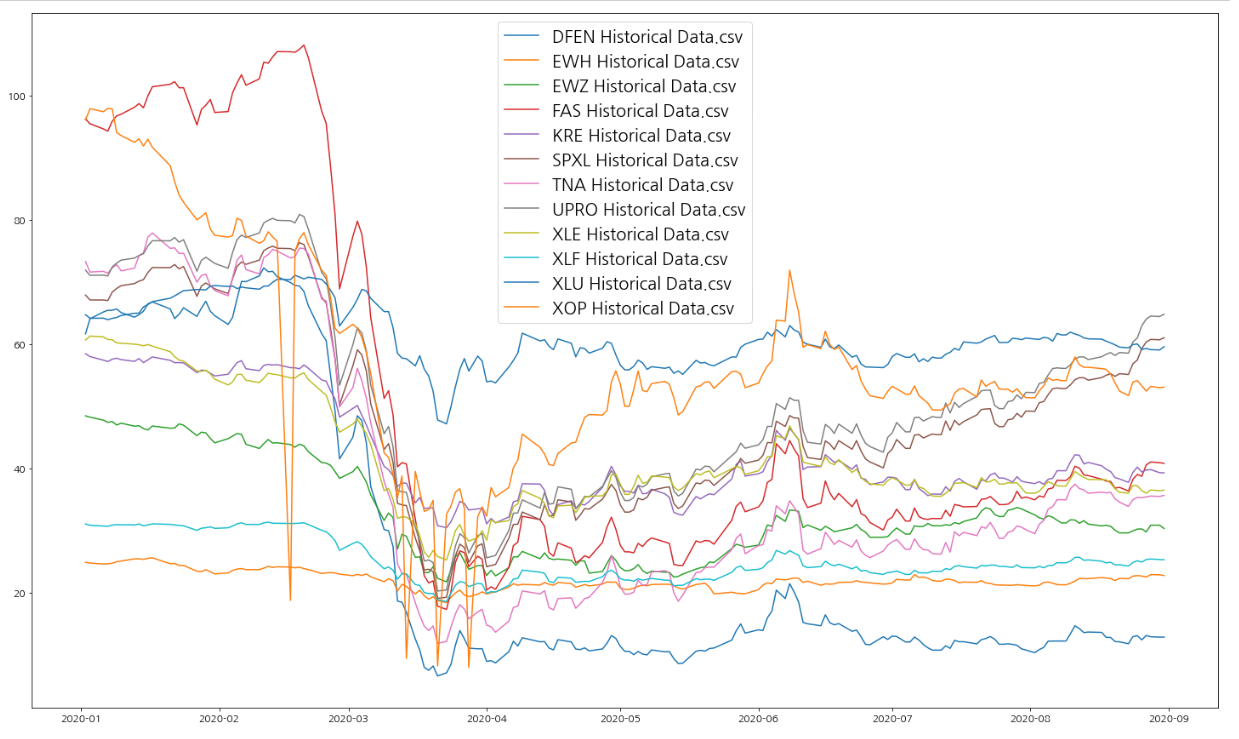 DFEN Historical Data.csv
EWH Historical Data.csv
EWZ Historical Data.csv
FAS Historical Data.csv
KRE Historical Data.csv
SPXL Historical Data.csv
TNA Historical Data.csv
UPRO Historical Data.csv
XLE Historical Data.csv
XLF Historical Data.csv
XLU Historical Data.csv
XOP Historical Data.csv
100
80
60
40
20
2020-01 2020-02 2020-03 2020-04 2020-05 2020-06 2020-07 2020-08 2020-09